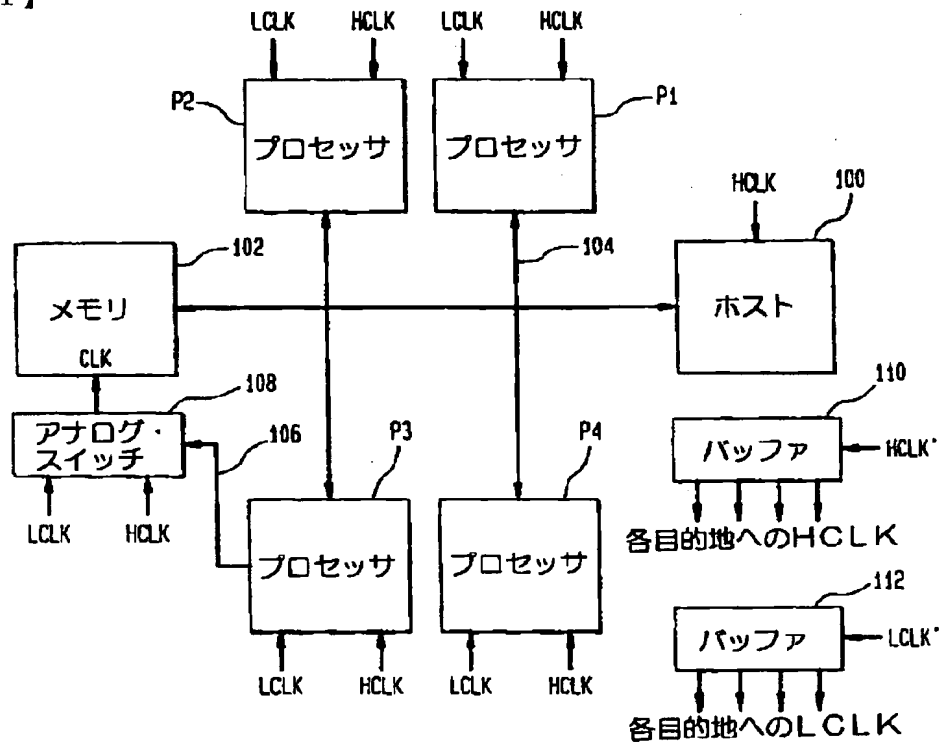 1】
LCLK HCLK LCLK HCLK
P2 P1
プロセッサ プロセッサ
HCLK 100
102 104
メモリ ホスト
CLK
108 110
アナログ・
スイッチ
106 P3 P4
バッファ HCLK'
LCLK HCLK
各目的地へのHCLK
プロセッサ プロセッサ
112
バッファ LCLK'
LCLK HCLK LCLK HCLK
各目的地へのLCLK